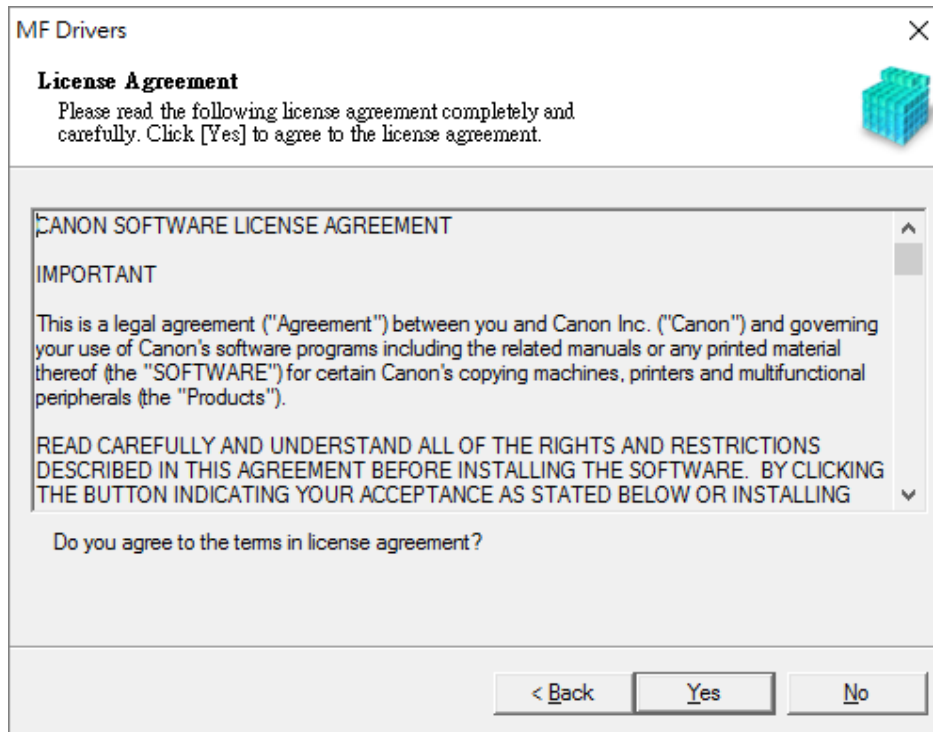 MF Drivers
License Agreement
Please read the following license agreement completely and
carefully. Click [Yes] to agree to the license agreement.
CANON SOFTWARE LICENSE AGREEMENT
IMPORTANT
This is a legal agreement ("Agreement") between you and Canon Inc. ("Canon") and governing
your use of Canon's software programs including the related manuals or any printed material
thereof (the "SOFTWARE") for certain Canon's copying machines, printers and multifunctional
peripherals (the "Products").
READ CAREFULLY AND UNDERSTAND ALL OF THE RIGHTS AND RESTRICTIONS
DESCRIBED IN THIS AGREEMENT BEFORE INSTALLING THE SOFTWARE.  BY CLICKING
THE BUTTON INDICATING YOUR ACCEPTANCE AS STATED BELOW OR INSTALLING
Do you agree to the terms in license agreement?
< Back Yes No